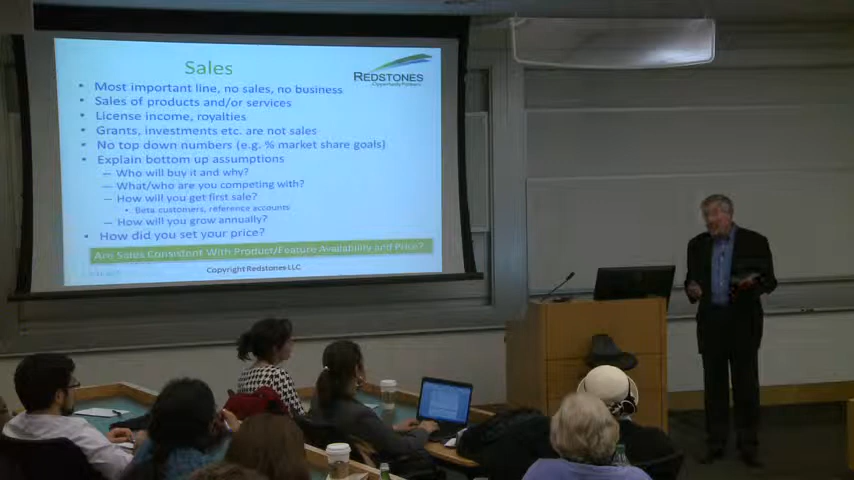 Sales
REDSTONES
Opportunity Partners
• Most important line, no sales, no business
• Sales of products and/or services
• License income, royalties
• Grants, investments etc. are not sales
• No top down numbers (e.g. % market share goals)
• Explain bottom up assumptions
– Who will buy it and why?
– What/who are you competing with?
– How will you get first sale?
• Beta customers, reference accounts
– How will you grow annually?
• How did you set your price?
Are Sales Consistent With Product/Feature Availability and Price?
Copyright Redstones LLC